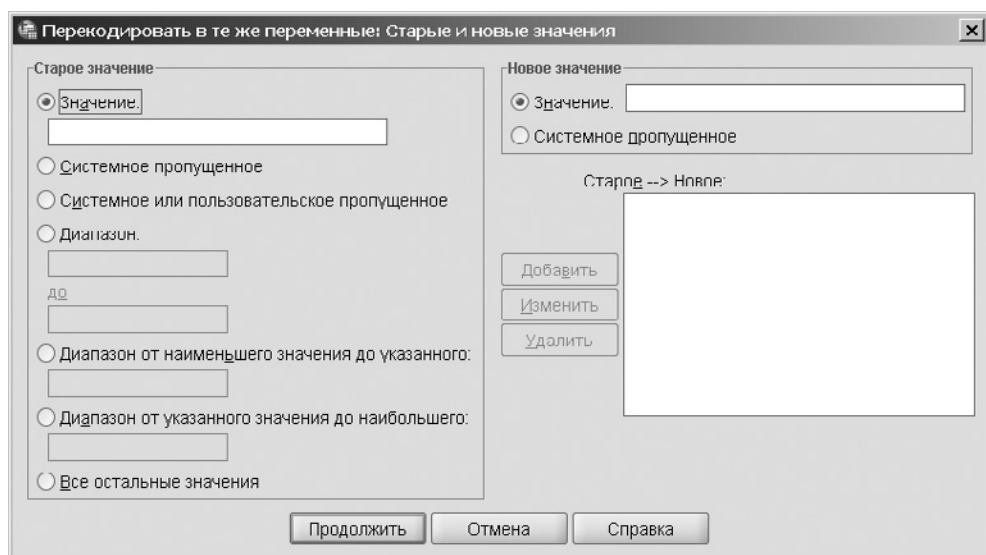 Перекодировать в те же переменные: Старые и новые значения
Старое значение
Значение.
Системное пропущенное
Системное или пользовательское пропущенное
Диапазон.
до
Диапазон от наименьшего значения до указанного:
Диапазон от указанного значения до наибольшего:
Все остальные значения
Новое значение
Значение.
Системное пропущенное
Старое --> Новое:
Добавить
Изменить
Удалить
Продолжить
Отмена
Справка